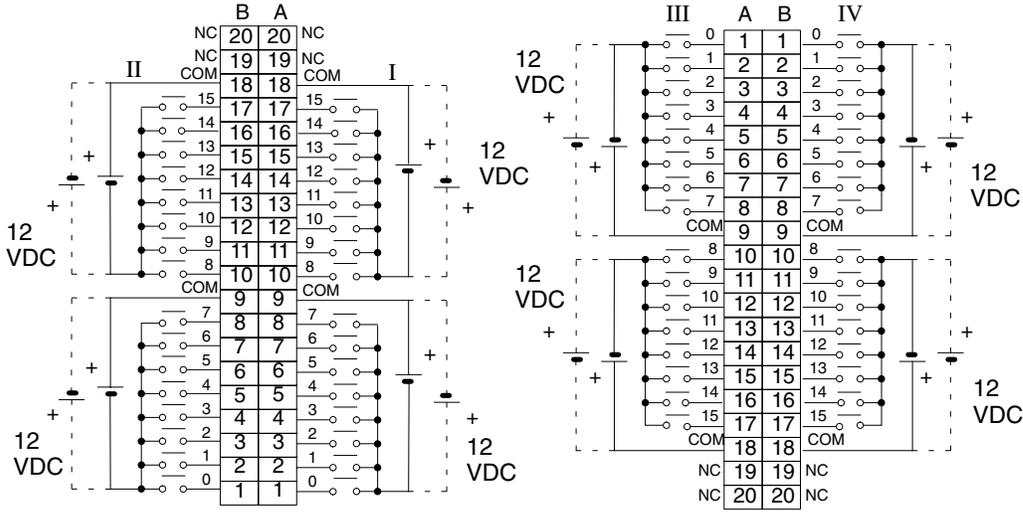 B A
NC 20 20 NC
NC 19 19 NC
COM 18 18 COM
II I
15 17 17 15
14 16 16 14
13 15 15 13
12 14 14 12
11 13 13 11
10 12 12 10
9 11 11 9
8 10 10 8
+ + + +
12 VDC
12 VDC
COM 9 9 COM
7 8 8 7
6 7 7 6
5 6 6 5
4 5 5 4
3 4 4 3
2 3 3 2
1 2 2 1
0 1 1 0
+ + + +
12 VDC
12 VDC
III A B IV
0 1 1 0
1 2 2 1
2 3 3 2
3 4 4 3
4 5 5 4
5 6 6 5
6 7 7 6
7 8 8 7
COM 9 9 COM
12 VDC
+ + + +
12 VDC
8 10 10 8
9 11 11 9
10 12 12 10
11 13 13 11
12 14 14 12
13 15 15 13
14 16 16 14
15 17 17 15
COM 18 18 COM
NC 19 19 NC
NC 20 20 NC
12 VDC
+ + + +
12 VDC